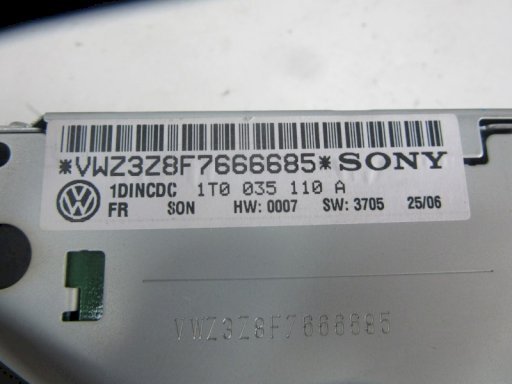 *VWZ3Z8F7666685* SONY
1DINCDC 1T0 035 110 A
FR SON HW: 0007 SW: 3705 25/06
VWZ3Z8F7666685